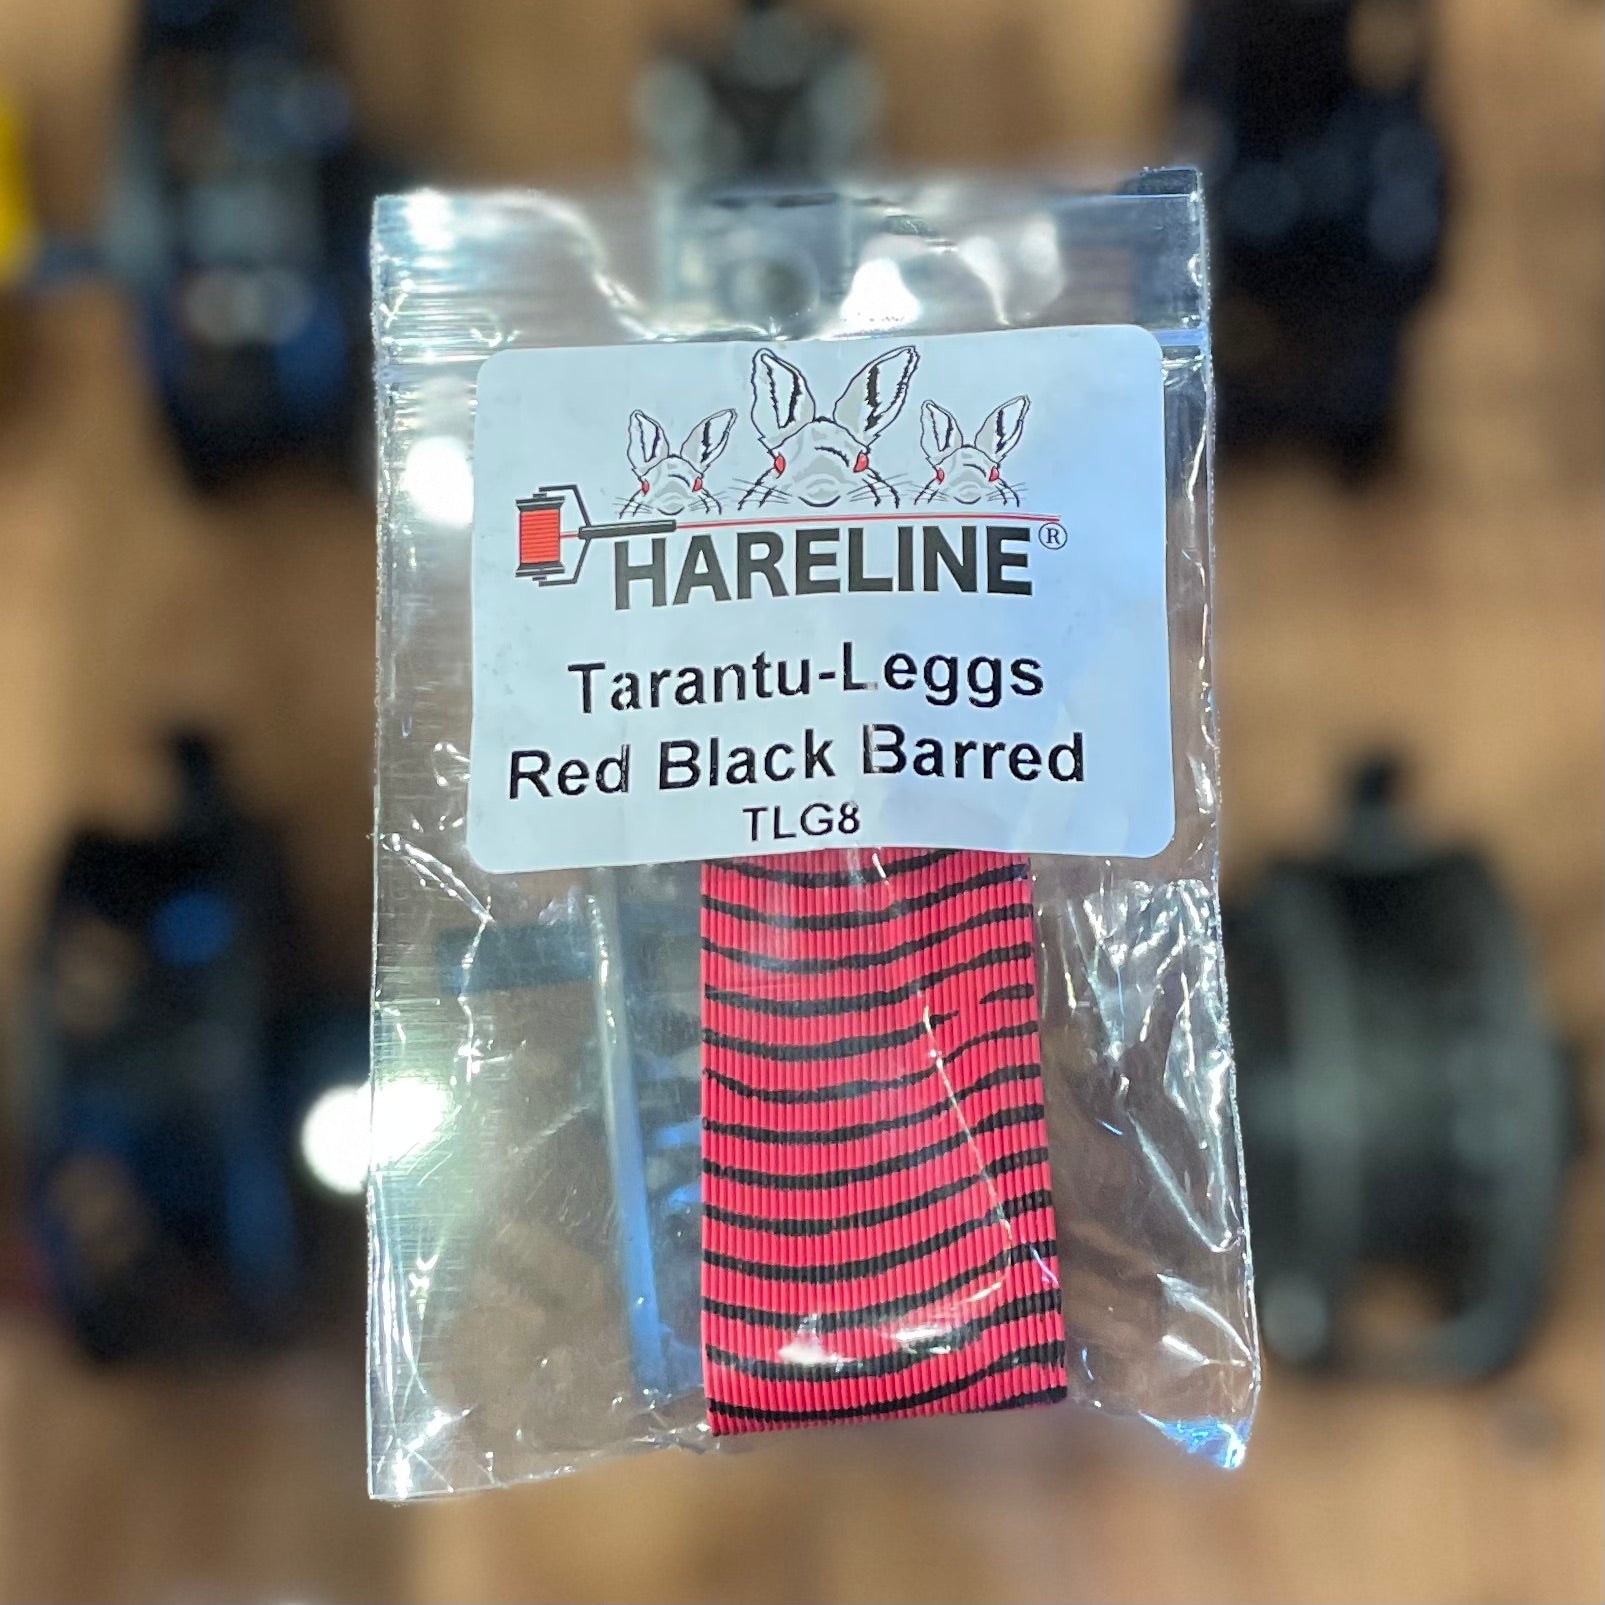 HARELINE®
Tarantu-Leggs
Red Black Barred
TLG8